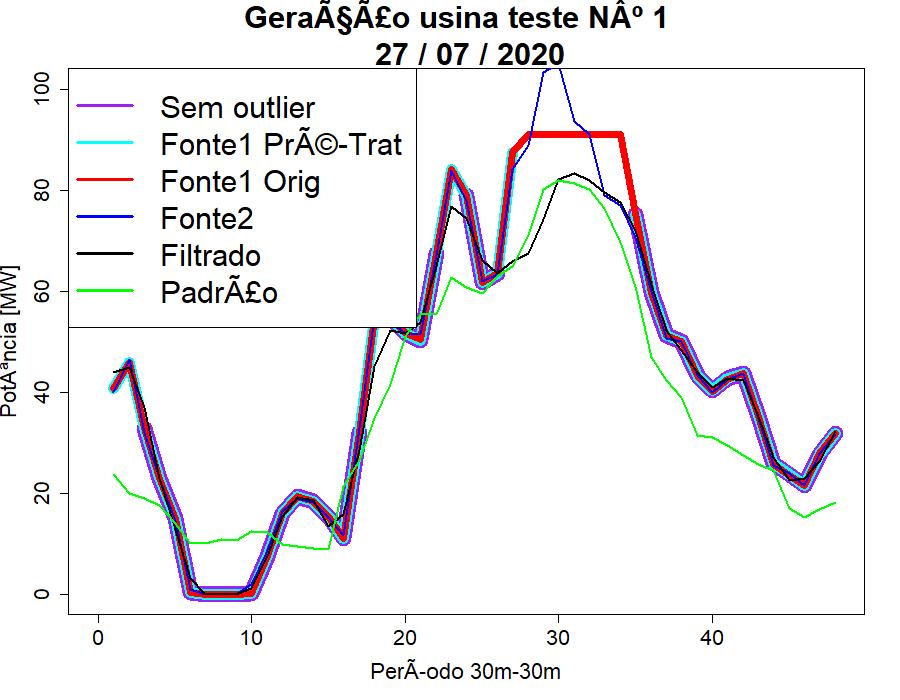 GeraÃ§Ã£o usina teste NÂº 1
27 / 07 / 2020
Sem outlier
Fonte1 PrÃ©-Trat
Fonte1 Orig
Fonte2
Filtrado
PadrÃ£o
PotÃªncia [MW]
100
80
60
40
20
0
0 10 20 30 40
PerÃ-odo 30m-30m